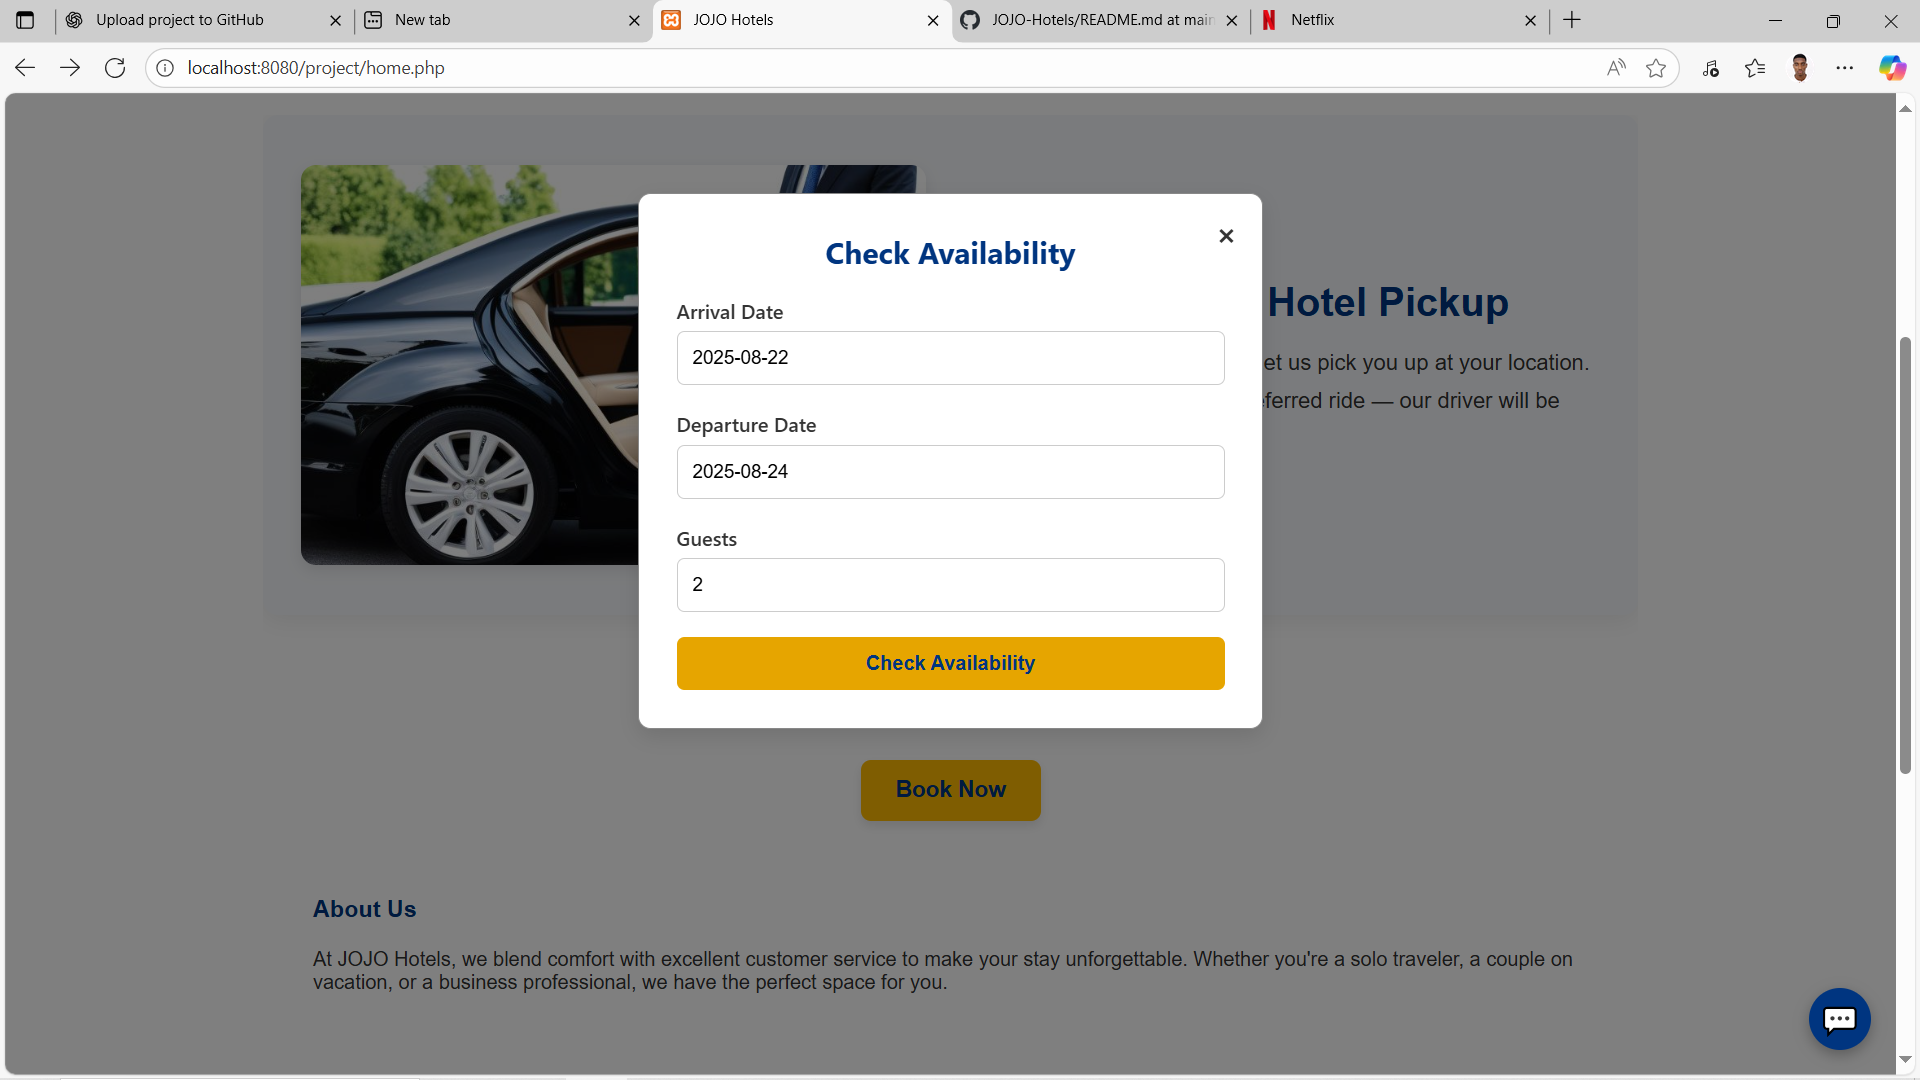 Upload project to GitHub
New tab
JOJO Hotels
JOJO-Hotels/README.md at main
Netflix
localhost:8080/project/home.php
Check Availability
Arrival Date
2025-08-22
Departure Date
2025-08-24
Guests
2
Check Availability
Hotel Pickup
et us pick you up at your location.
ferred ride — our driver will be
Book Now
About Us
At JOJO Hotels, we blend comfort with excellent customer service to make your stay unforgettable. Whether you're a solo traveler, a couple on
vacation, or a business professional, we have the perfect space for you.